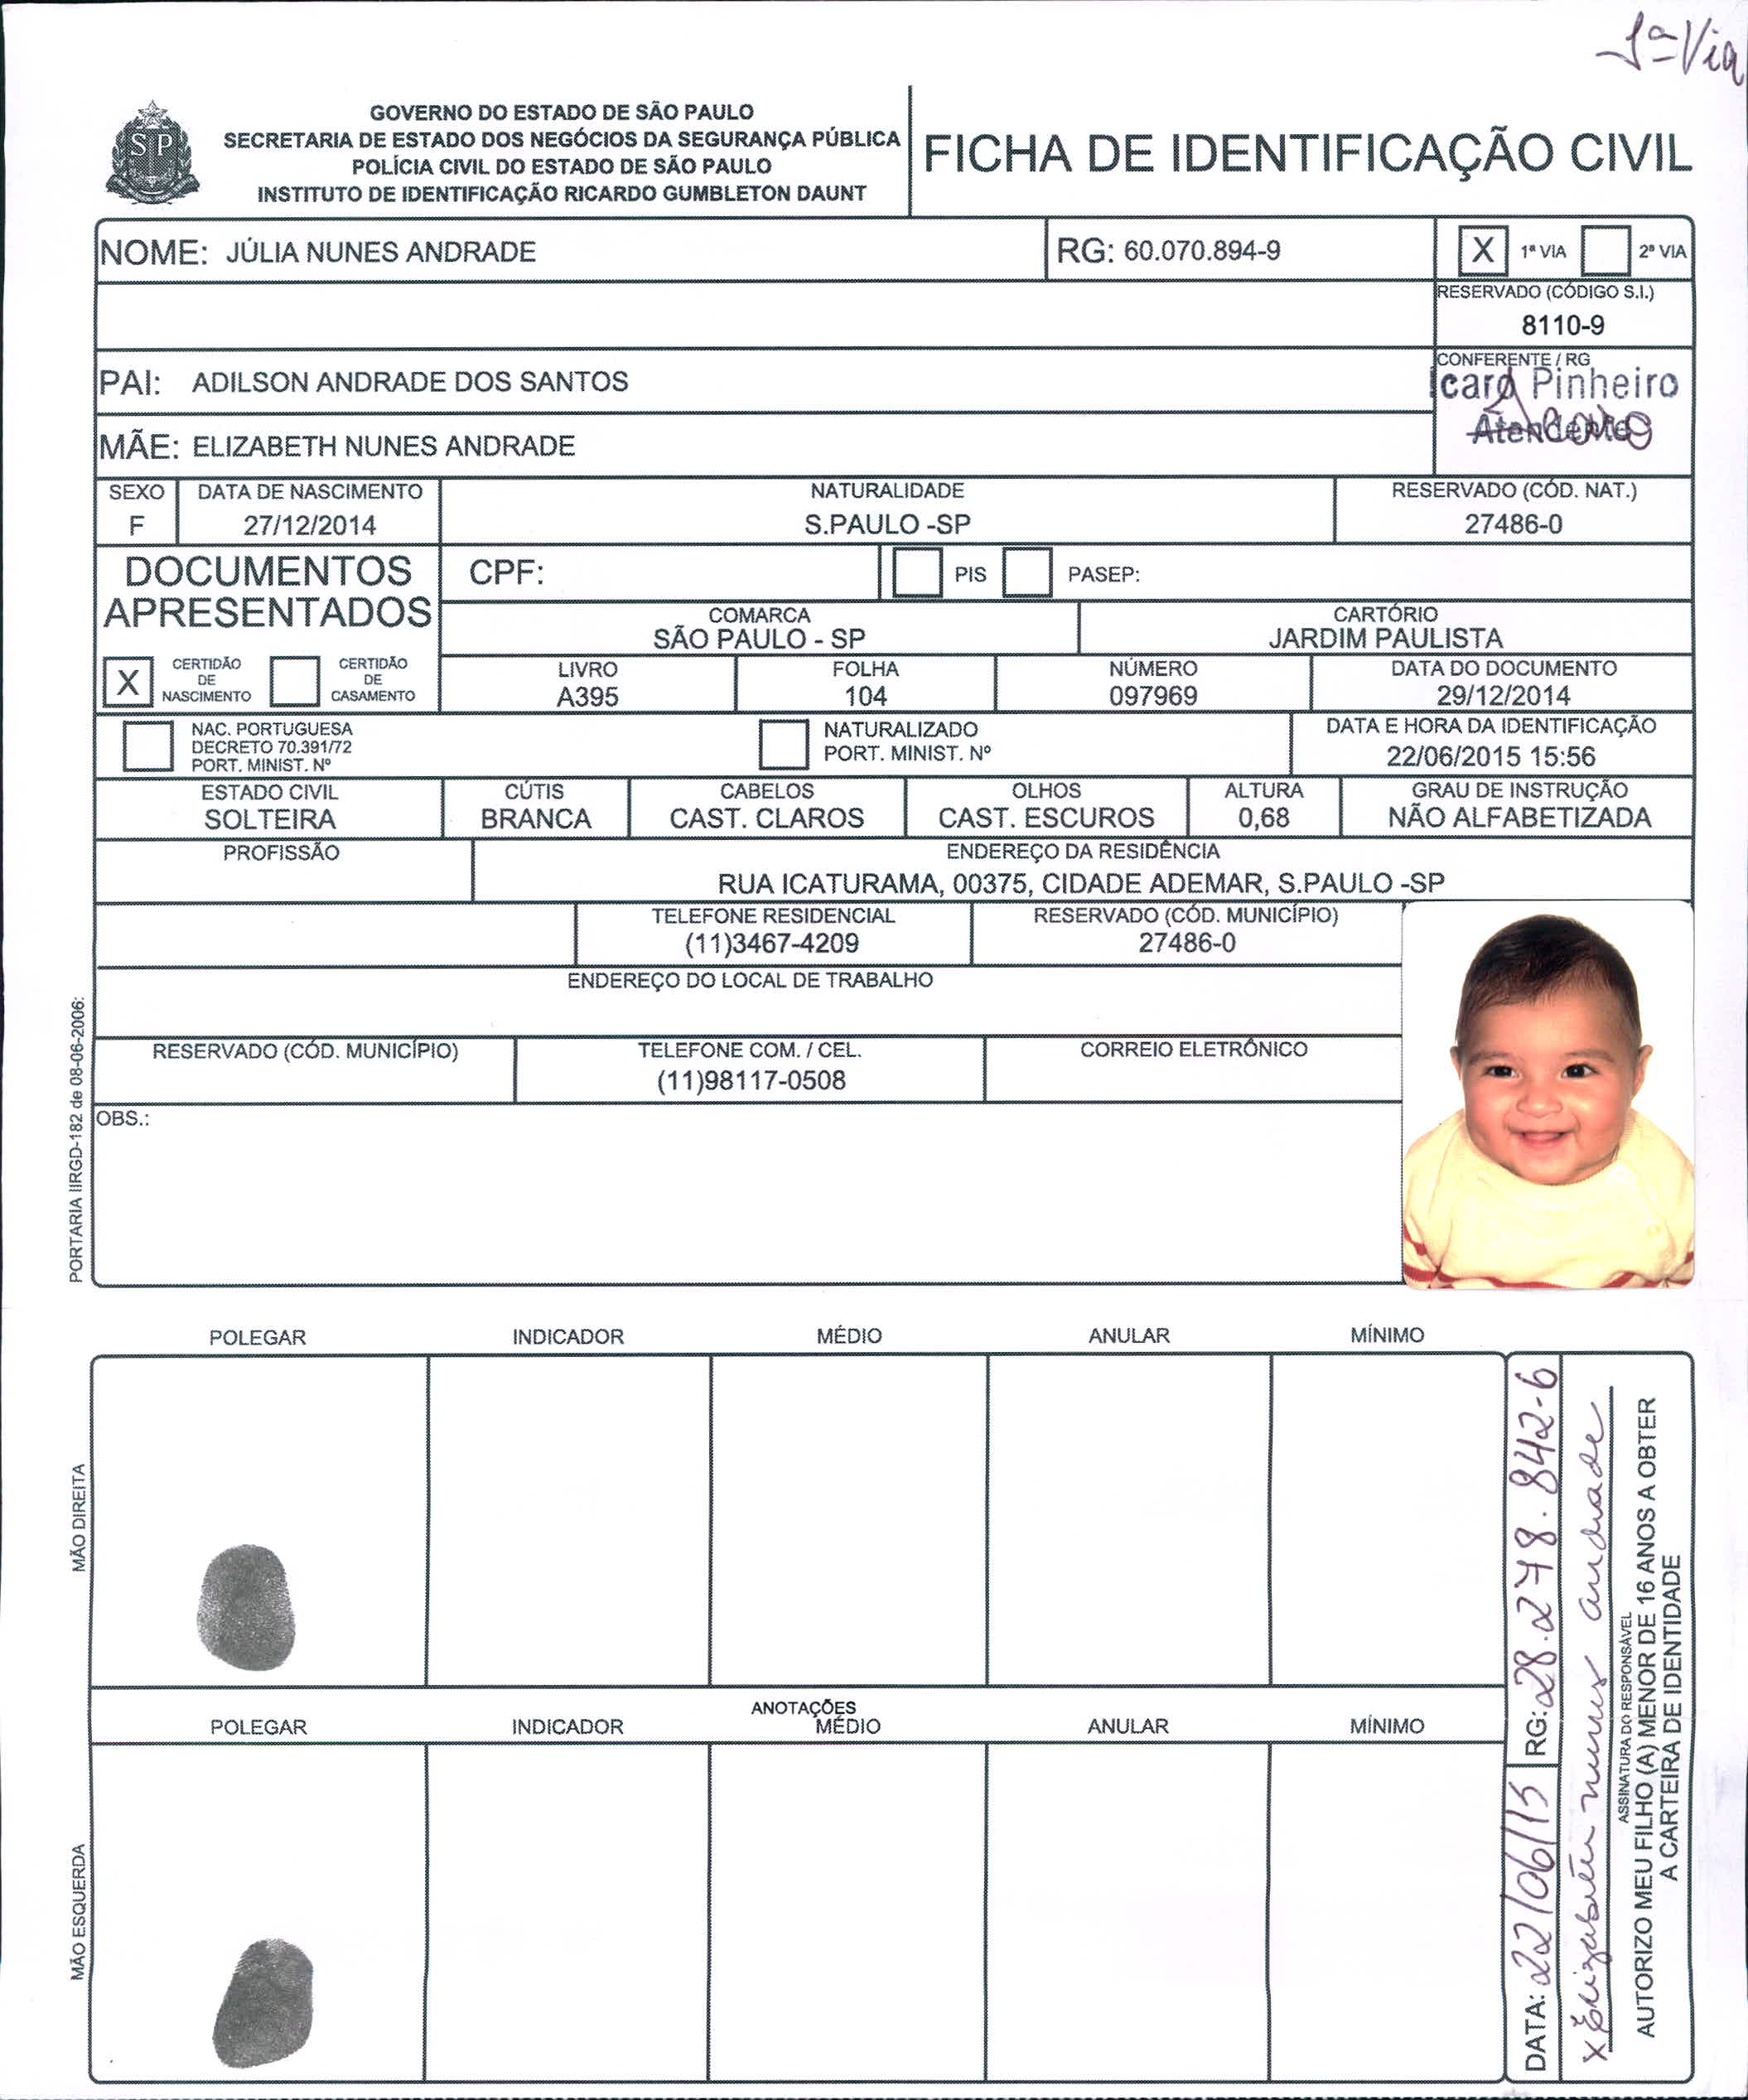 1ª Via
SP
GOVERNO DO ESTADO DE SÃO PAULO
SECRETARIA DE ESTADO DOS NEGÓCIOS DA SEGURANÇA PÚBLICA
POLÍCIA CIVIL DO ESTADO DE SÃO PAULO
INSTITUTO DE IDENTIFICAÇÃO RICARDO GUMBLETON DAUNT
FICHA DE IDENTIFICAÇÃO CIVIL
NOME: JÚLIA NUNES ANDRADE
RG: 60.070.894-9
X 1ª VIA 2ª VIA
RESERVADO (CÓDIGO S.I.)
8110-9
PAI: ADILSON ANDRADE DOS SANTOS
CONFERENTE / RG
Icaro Pinheiro
Atendente
MÃE: ELIZABETH NUNES ANDRADE
SEXO DATA DE NASCIMENTO NATURALIDADE RESERVADO (CÓD. NAT.)
F 27/12/2014 S.PAULO -SP 27486-0
DOCUMENTOS
APRESENTADOS
CPF: PIS PASEP:
COMARCA CARTÓRIO
SÃO PAULO - SP JARDIM PAULISTA
X CERTIDÃO DE NASCIMENTO CERTIDÃO DE CASAMENTO
LIVRO FOLHA NÚMERO DATA DO DOCUMENTO
A395 104 097969 29/12/2014
NAC. PORTUGUESA
DECRETO 70.391/72
PORT. MINIST. Nº
NATURALIZADO
PORT. MINIST. Nº
DATA E HORA DA IDENTIFICAÇÃO
22/06/2015 15:56
ESTADO CIVIL CÚTIS CABELOS OLHOS ALTURA GRAU DE INSTRUÇÃO
SOLTEIRA BRANCA CAST. CLAROS CAST. ESCUROS 0,68 NÃO ALFABETIZADA
PROFISSÃO ENDEREÇO DA RESIDÊNCIA
RUA ICATURAMA, 00375, CIDADE ADEMAR, S.PAULO -SP
TELEFONE RESIDENCIAL RESERVADO (CÓD. MUNICÍPIO)
(11)3467-4209 27486-0
ENDEREÇO DO LOCAL DE TRABALHO
RESERVADO (CÓD. MUNICÍPIO) TELEFONE COM. / CEL. CORREIO ELETRÔNICO
(11)98117-0508
OBS.:
PORTARIA IIRGD-182 de 08-06-2006:
POLEGAR INDICADOR MÉDIO ANULAR MÍNIMO
MÃO DIREITA
ANOTAÇÕES
POLEGAR INDICADOR MÉDIO ANULAR MÍNIMO
MÃO ESQUERDA
DATA: 22/06/15 RG: 28.278.842-6
x Elizabeth nunes andrade
ASSINATURA DO RESPONSÁVEL
AUTORIZO MEU FILHO (A) MENOR DE 16 ANOS A OBTER
A CARTEIRA DE IDENTIDADE